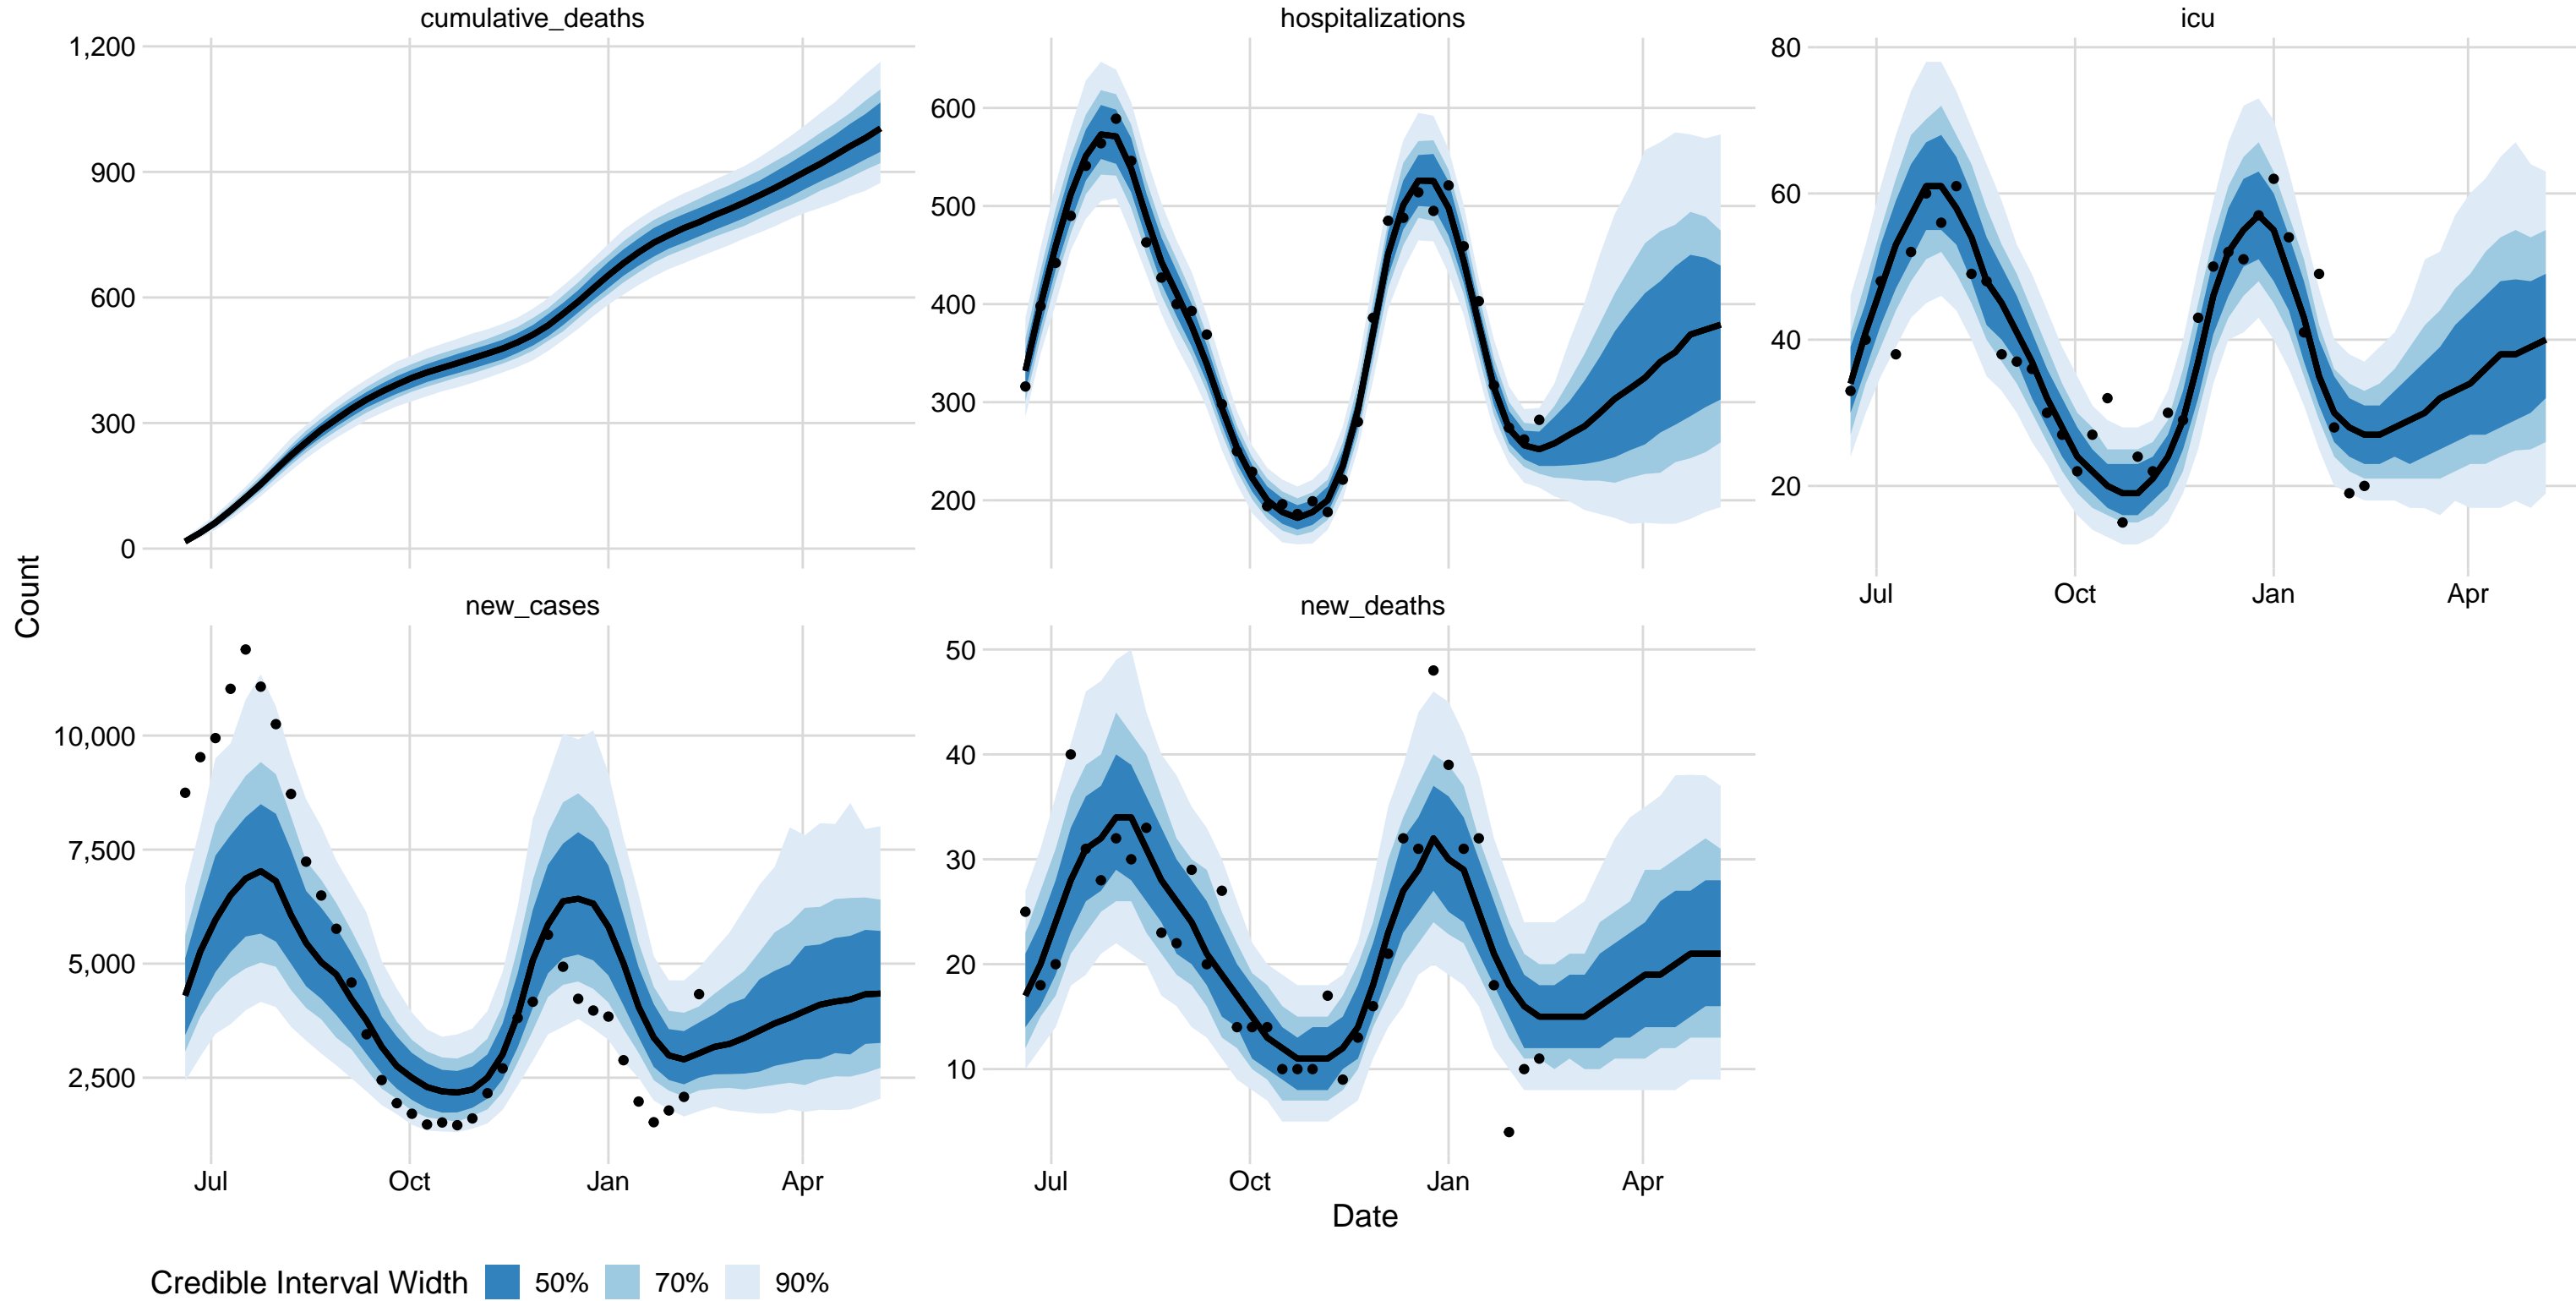 cumulative_deaths
hospitalizations
icu
1,200
900
600
300
0
600
500
400
300
200
80
60
40
20
Jul Oct Jan Apr
Count
new_cases
new_deaths
10,000
7,500
5,000
2,500
50
40
30
20
10
Jul Oct Jan Apr
Jul Oct Jan Apr
Date
Credible Interval Width 50% 70% 90%